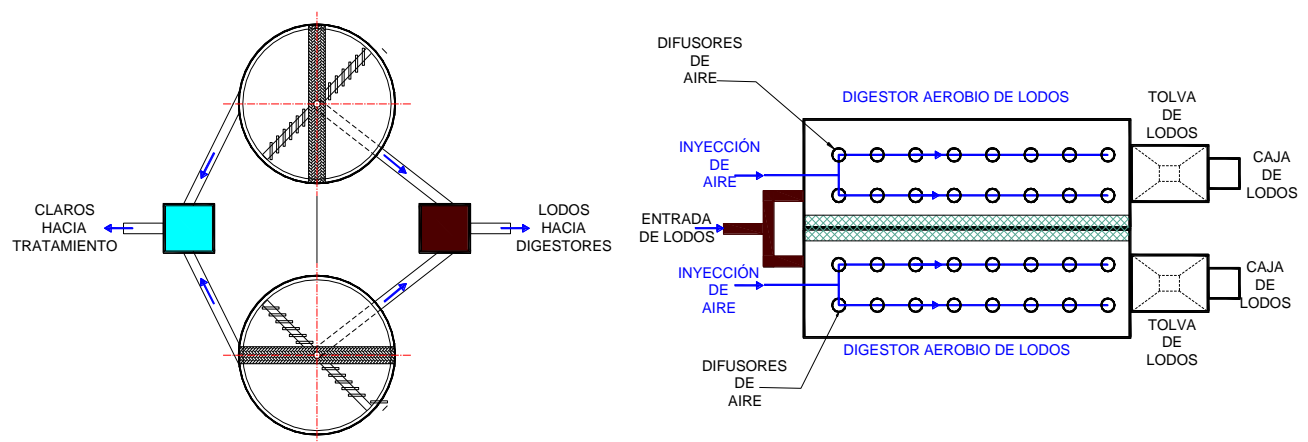 CLAROS
HACIA
TRATAMIENTO
LODOS
HACIA
DIGESTORES
DIFUSORES
DE
AIRE
DIGESTOR AEROBIO DE LODOS
TOLVA
DE
LODOS
INYECCIÓN
DE
AIRE
CAJA
DE
LODOS
ENTRADA
DE LODOS
INYECCIÓN
DE
AIRE
CAJA
DE
LODOS
TOLVA
DE
LODOS
DIGESTOR AEROBIO DE LODOS
DIFUSORES
DE
AIRE